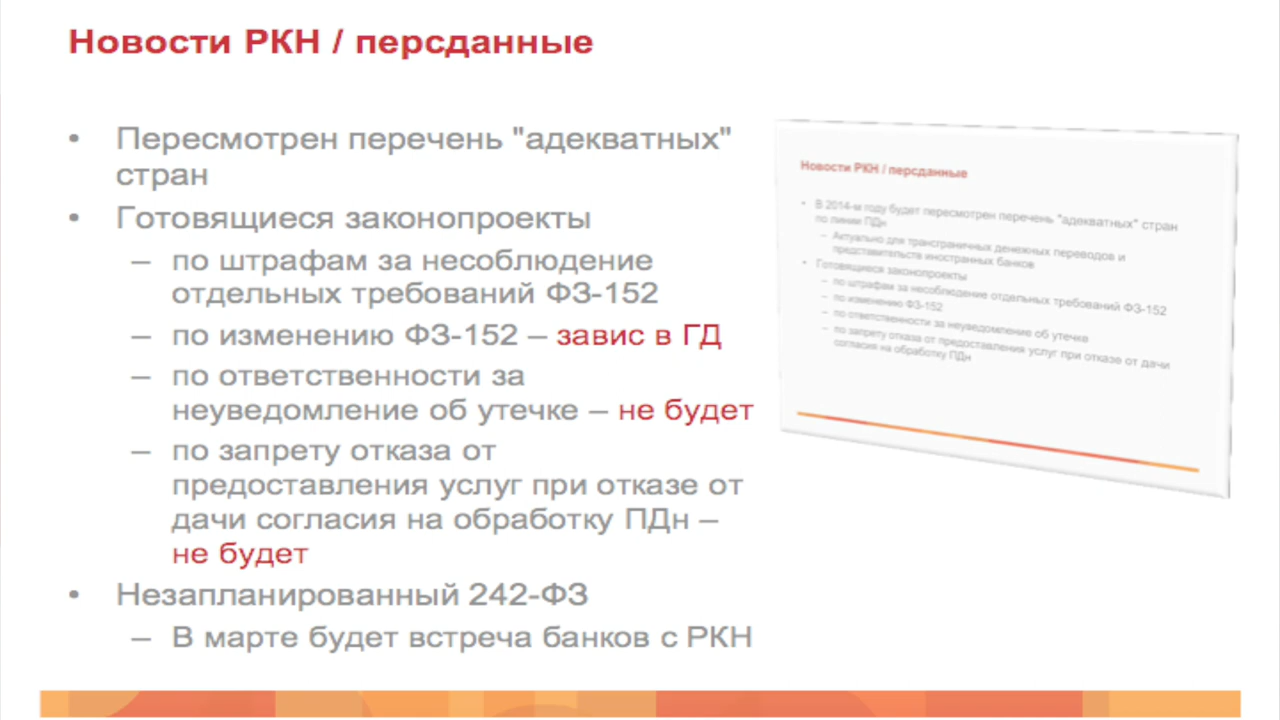 Новости РКН / персданные
• Пересмотрен перечень "адекватных"
стран
• Готовящиеся законопроекты
– по штрафам за несоблюдение
отдельных требований ФЗ-152
– по изменению ФЗ-152 – завис в ГД
– по ответственности за
неуведомление об утечке – не будет
– по запрету отказа от
предоставления услуг при отказе от
дачи согласия на обработку ПДн –
не будет
• Незапланированный 242-ФЗ
– В марте будет встреча банков с РКН
Новости РКН / персданные
• В 2014-м году будет пересмотрен перечень "адекватных" стран
по линии ПДн
– Актуально для трансграничных денежных переводов и
представительств иностранных банков
• Готовящиеся законопроекты
– по штрафам за несоблюдение отдельных требований ФЗ-152
– по изменению ФЗ-152
– по ответственности за неуведомление об утечке
– по запрету отказа от предоставления услуг при отказе от дачи
согласия на обработку ПДн